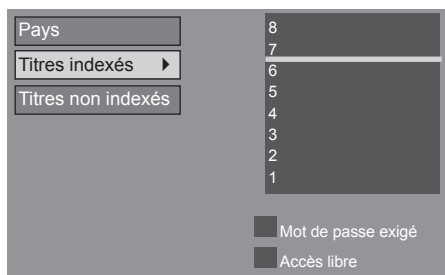 Pays
Titres indexés
Titres non indexés
8
7
6
5
4
3
2
1
Mot de passe exigé
Accès libre